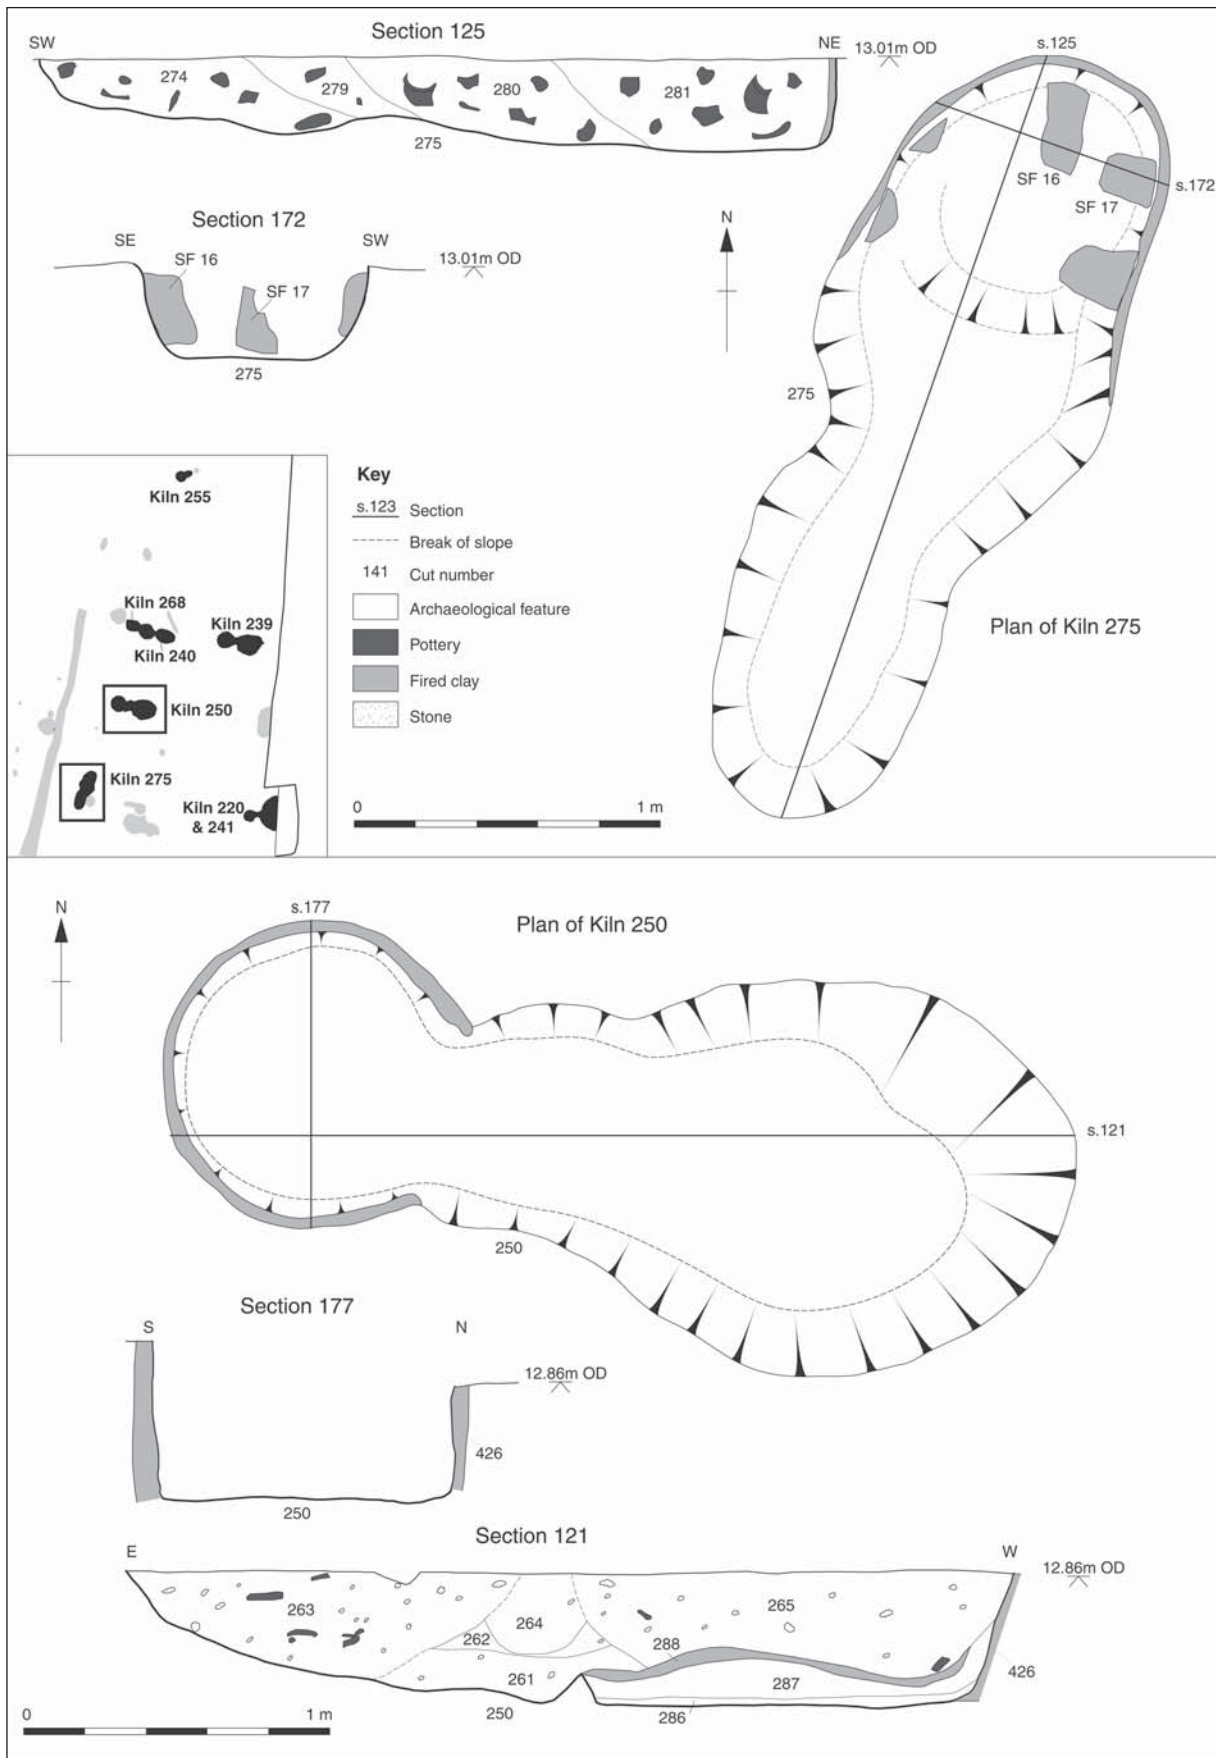 Section 125
SW
NE
13.01m OD
274
279
280
281
275
Section 172
SE
SW
SF 16
SF 17
13.01m OD
275
s.125
s.172
SF 16
SF 17
N
275
Plan of Kiln 275
Kiln 255
Kiln 268
Kiln 239
Kiln 240
Kiln 250
Kiln 275
Kiln 220
& 241
Key
s.123 Section
Break of slope
141 Cut number
Archaeological feature
Pottery
Fired clay
Stone
0 1 m
N
s.177
Plan of Kiln 250
s.121
250
Section 177
S
N
12.86m OD
426
250
Section 121
E
W
12.86m OD
263
264
265
262
288
261
287
426
250
286
0 1 m